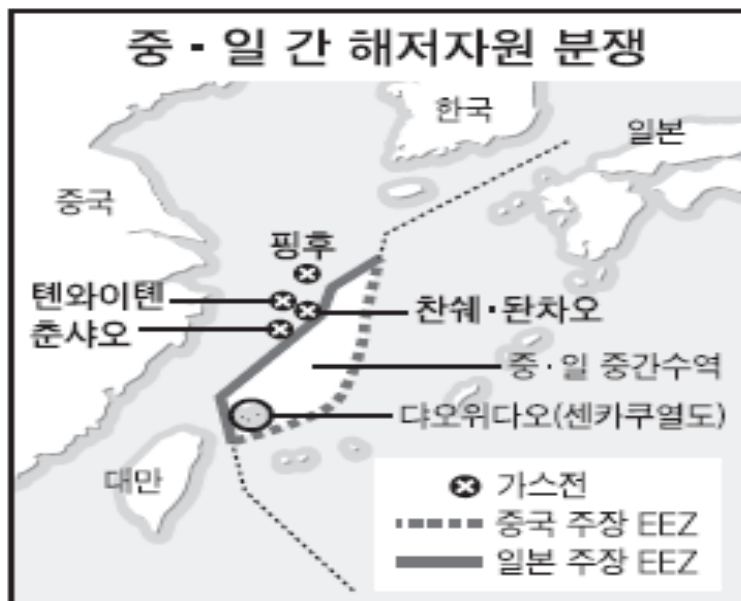 중 - 일 간 해저자원 분쟁
한국
일본
중국
핑후
텐와이텐
찬쉐·돤차오
춘샤오
중·일 중간수역
댜오위다오(센카쿠열도)
대만
가스전
중국 주장 EEZ
일본 주장 EEZ